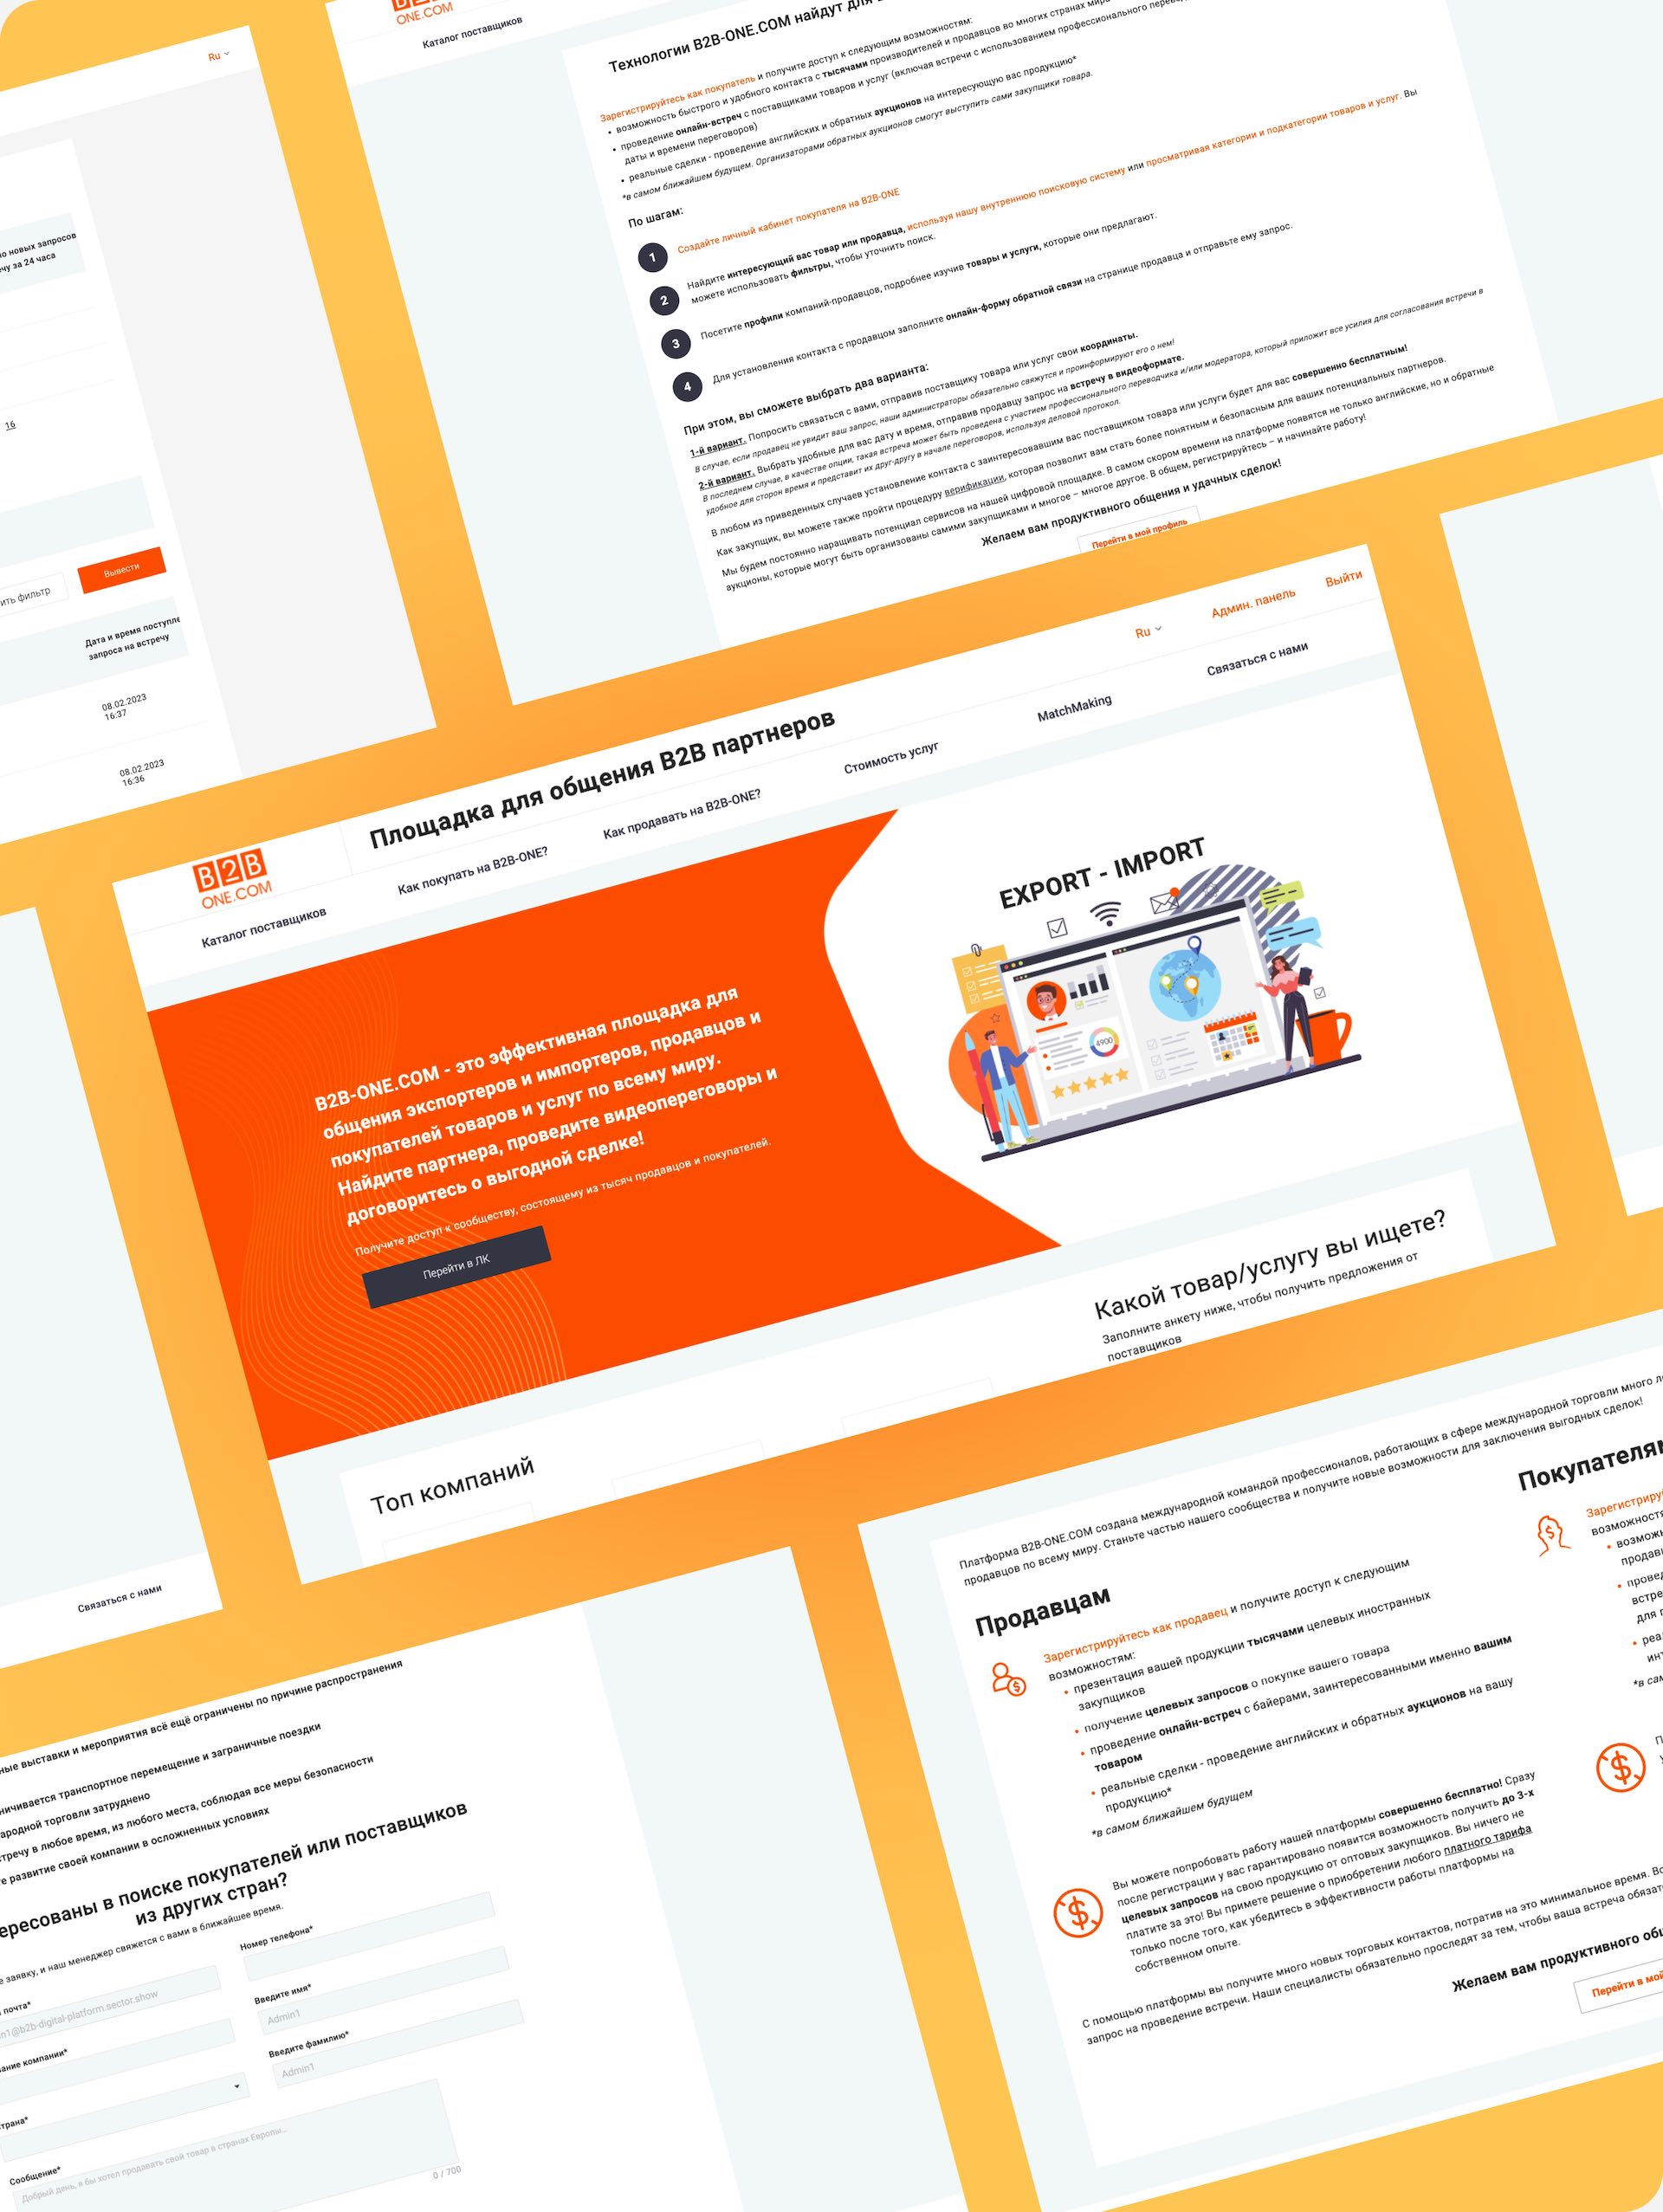 Ru
но новых запросов
чу за 24 часа
16
ить фильтр
Вывести
Дата и время поступле
запроса на встречу
08.02.2023
16:37
08.02.2023
16:36
ONE.COM
Каталог поставщиков
Технологии B2B-ONE.COM найдут для
Зарегистрируйтесь как покупатель и получите доступ к следующим возможностям:
• возможность быстрого и удобного контакта с тысячами производителей и продавцов во многих странах мира
• проведение онлайн-встреч с поставщиками товаров и услуг (включая встречи с использованием профессионального
даты и времени переговоров)
• реальные сделки - проведение английских и обратных аукционов на интересующую вас продукцию*
*в самом ближайшем будущем. Организаторами обратных аукционов смогут выступить сами закупщики товара.
По шагам:
1
Создайте личный кабинет покупателя на B2B-ONE
2
Найдите интересующий вас товар или продавца, используя нашу внутреннюю поисковую систему или просматривая категории и подкатегории товаров и услуг. Вы
можете использовать фильтры, чтобы уточнить поиск.
3
Посетите профили компаний-продавцов, подробнее изучив товары и услуги, которые они предлагают.
4
Для установления контакта с продавцом заполните онлайн-форму обратной связи на странице продавца и отправьте ему запрос.
При этом, вы сможете выбрать два варианта:
1-й вариант. Попросить связаться с вами, отправив поставщику товара или услуг свои координаты.
В случае, если продавец не увидит ваш запрос, наши администраторы обязательно свяжутся и проинформируют его о нем!
2-й вариант. Выбрать удобные для вас дату и время, отправив продавцу запрос на встречу в видеоформате.
В последнем случае, в качестве опции, такая встреча может быть проведена с участием профессионального переводчика и/или модератора, который приложит все усилия для согласования встречи в
удобное для сторон время и представит их друг-другу в начале переговоров, используя деловой протокол.
В любом из приведенных случаев установление контакта с заинтересовавшим вас поставщиком товара или услуги будет для вас совершенно бесплатным!
Как закупщик, вы можете также пройти процедуру верификации, которая позволит вам стать более понятным и безопасным для ваших потенциальных партнеров.
Мы будем постоянно наращивать потенциал сервисов на нашей цифровой площадке. В самом скором времени на платформе появятся не только английские, но и обратные
аукционы, которые могут быть организованы самими закупщиками и многое – многое другое. В общем, регистрируйтесь – и начинайте работу!
Желаем вам продуктивного общения и удачных сделок!
Перейти в мой профиль
B2B
ONE.COM
Площадка для общения B2B партнеров
Ru
Админ. панель
Выйти
Каталог поставщиков
Как покупать на B2B-ONE?
Как продавать на B2B-ONE?
Стоимость услуг
MatchMaking
Связаться с нами
B2B-ONE.COM - это эффективная площадка для
общения экспортеров и импортеров, продавцов и
покупателей товаров и услуг по всему миру.
Найдите партнера, проведите видеопереговоры и
договоритесь о выгодной сделке!
Получите доступ к сообществу, состоящему из тысяч продавцов и покупателей.
Перейти в ЛК
EXPORT - IMPORT
4900
Топ компаний
Какой товар/услугу вы ищете?
Заполните анкету ниже, чтобы получить предложения от
поставщиков
Связаться с нами
ные выставки и мероприятия всё ещё ограничены по причине распространения
ничивается транспортное перемещение и заграничные поездки
ародной торговли затруднено
стречу в любое время, из любого места, соблюдая все меры безопасности
е развитие своей компании в осложненных условиях
ересованы в поиске покупателей или поставщиков
из других стран?
е заявку, и наш менеджер свяжется с вами в ближайшее время.
почта*
n1@b2b-digital-platform.sector.show
Номер телефона*
ание компании*
Введите имя*
Admin1
трана*
Введите фамилию*
Admin1
Сообщение*
Добрый день, я бы хотел продавать свой товар в странах Европы...
0 / 700
Платформа B2B-ONE.COM создана международной командой профессионалов, работающих в сфере международной торговли много
продавцов по всему миру. Станьте частью нашего сообщества и получите новые возможности для заключения выгодных сделок!
Продавцам
Зарегистрируйтесь как продавец и получите доступ к следующим
возможностям:
• презентация вашей продукции тысячами целевых иностранных
закупщиков
• получение целевых запросов о покупке вашего товара
• проведение онлайн-встреч с байерами, заинтересованными именно вашим
товаром
• реальные сделки - проведение английских и обратных аукционов на вашу
продукцию*
*в самом ближайшем будущем
Вы можете попробовать работу нашей платформы совершенно бесплатно! Сразу
после регистрации у вас гарантировано появится возможность получить до 3-х
целевых запросов на свою продукцию от оптовых закупщиков. Вы ничего не
платите за это! Вы примете решение о приобретении любого платного тарифа
только после того, как убедитесь в эффективности работы платформы на
собственном опыте.
Покупателям
Зарегистрируй
возможностя
• возможн
продав
• провед
встре
для п
• реа
инт
*в сам
С помощью платформы вы получите много новых торговых контактов, потратив на это минимальное время.
запрос на проведение встречи. Наши специалисты обязательно проследят за тем, чтобы ваша встреча обязат
Желаем вам продуктивного общ
Перейти в мой